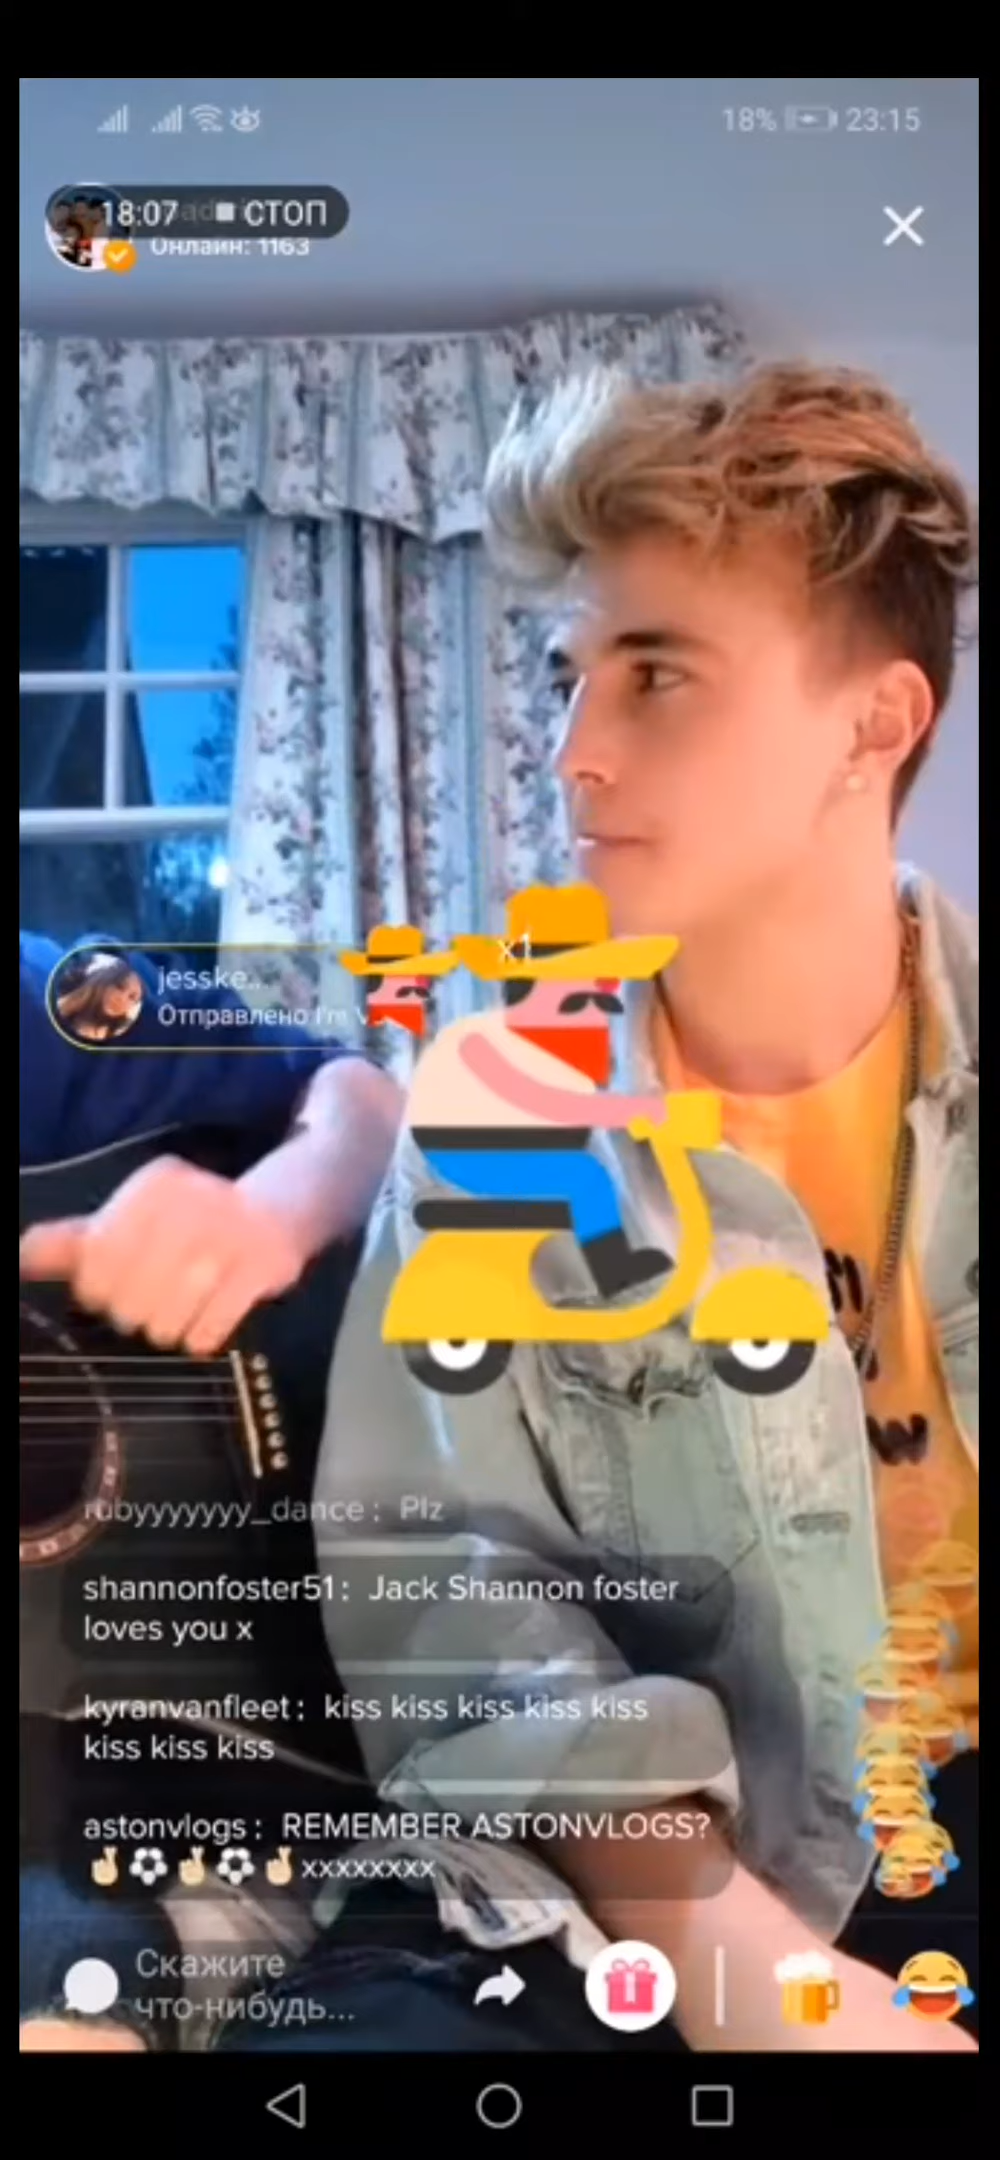 18% 23:15
18:07 СТОП
Онлайн: 1163
x1
jesske...
Отправлено I'm
rubyyyyyyy_dance: Plz
shannonfoster51: Jack Shannon foster
loves you x
kyranvanfleet: kiss kiss kiss kiss kiss
kiss kiss kiss
astonvlogs: REMEMBER ASTONVLOGS?
🤞⚽🤞⚽🤞xxxxxxxx
Скажите
что-нибудь...